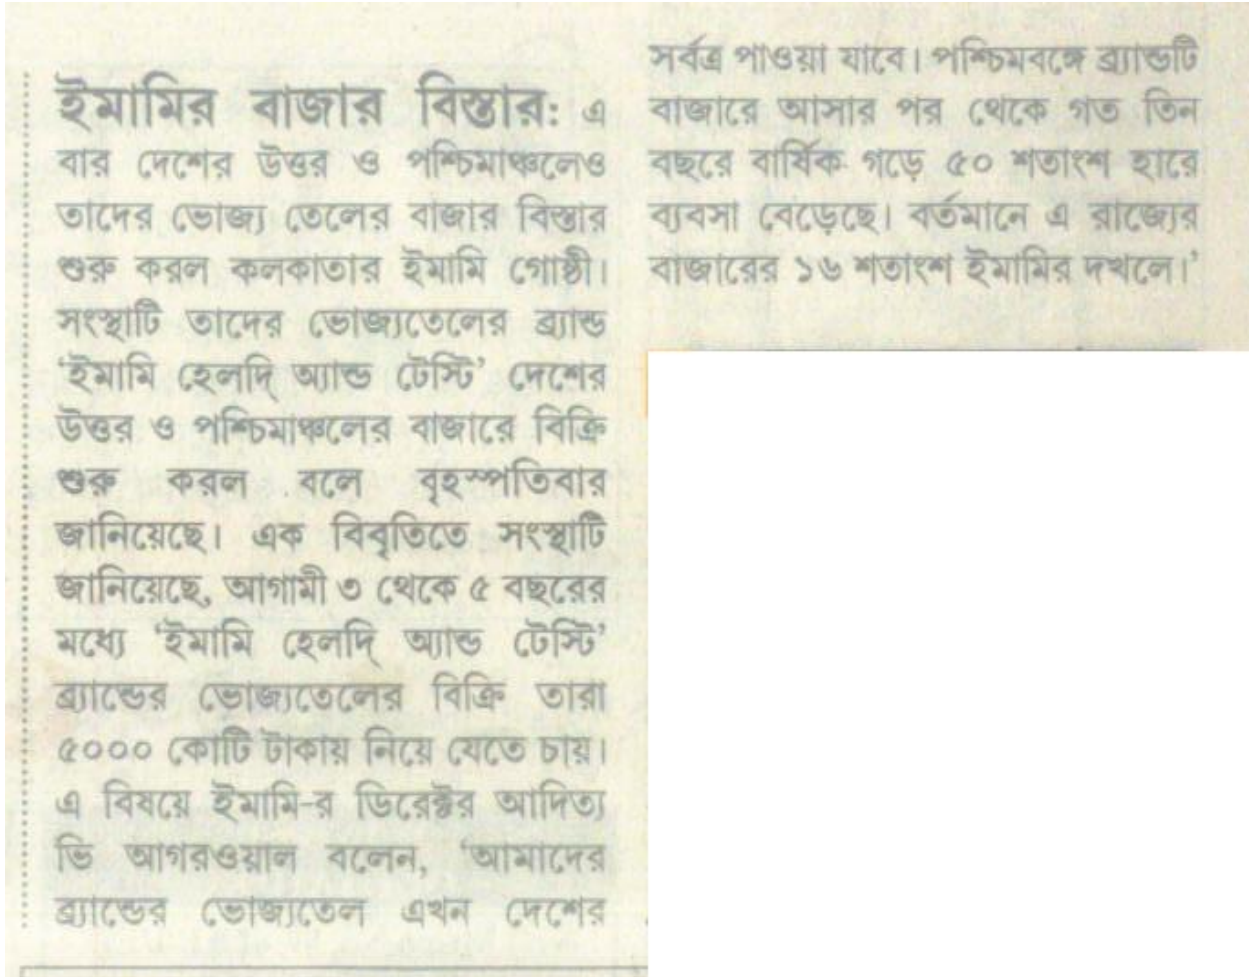 ইমামির বাজার বিস্তার: এ
বার দেশের উত্তর ও পশ্চিমাঞ্চলেও
তাদের ভোজ্য তেলের বাজার বিস্তার
শুরু করল কলকাতার ইমামি গোষ্ঠী।
সংস্থাটি তাদের ভোজ্যতেলের ব্র্যান্ড
‘ইমামি হেলদি্ অ্যান্ড টেস্টি’ দেশের
উত্তর ও পশ্চিমাঞ্চলের বাজারে বিক্রি
শুরু করল বলে বৃহস্পতিবার
জানিয়েছে। এক বিবৃতিতে সংস্থাটি
জানিয়েছে, আগামী ৩ থেকে ৫ বছরের
মধ্যে ‘ইমামি হেলদি্ অ্যান্ড টেস্টি’
ব্র্যান্ডের ভোজ্যতেলের বিক্রি তারা
৫০০০ কোটি টাকায় নিয়ে যেতে চায়।
এ বিষয়ে ইমামি-র ডিরেক্টর আদিত্য
ভি আগরওয়াল বলেন, ‘আমাদের
ব্র্যান্ডের ভোজ্যতেল এখন দেশের
সর্বত্র পাওয়া যাবে। পশ্চিমবঙ্গে ব্র্যান্ডটি
বাজারে আসার পর থেকে গত তিন
বছরে বার্ষিক গড়ে ৫০ শতাংশ হারে
ব্যবসা বেড়েছে। বর্তমানে এ রাজ্যের
বাজারের ১৬ শতাংশ ইমামির দখলে।’